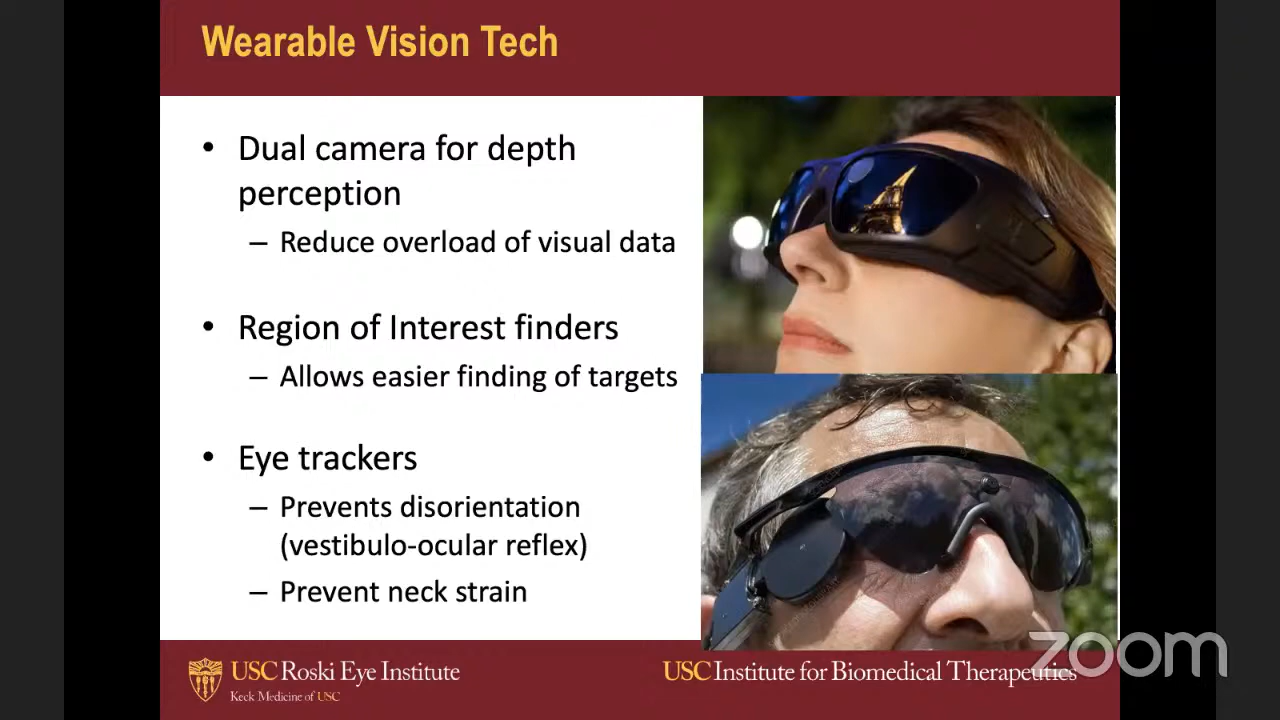 Wearable Vision Tech
• Dual camera for depth
perception
– Reduce overload of visual data
• Region of Interest finders
– Allows easier finding of targets
• Eye trackers
– Prevents disorientation
(vestibulo-ocular reflex)
– Prevent neck strain
USC Roski Eye Institute
Keck Medicine of USC
USC Institute for Biomedical Therapeutics
zoom